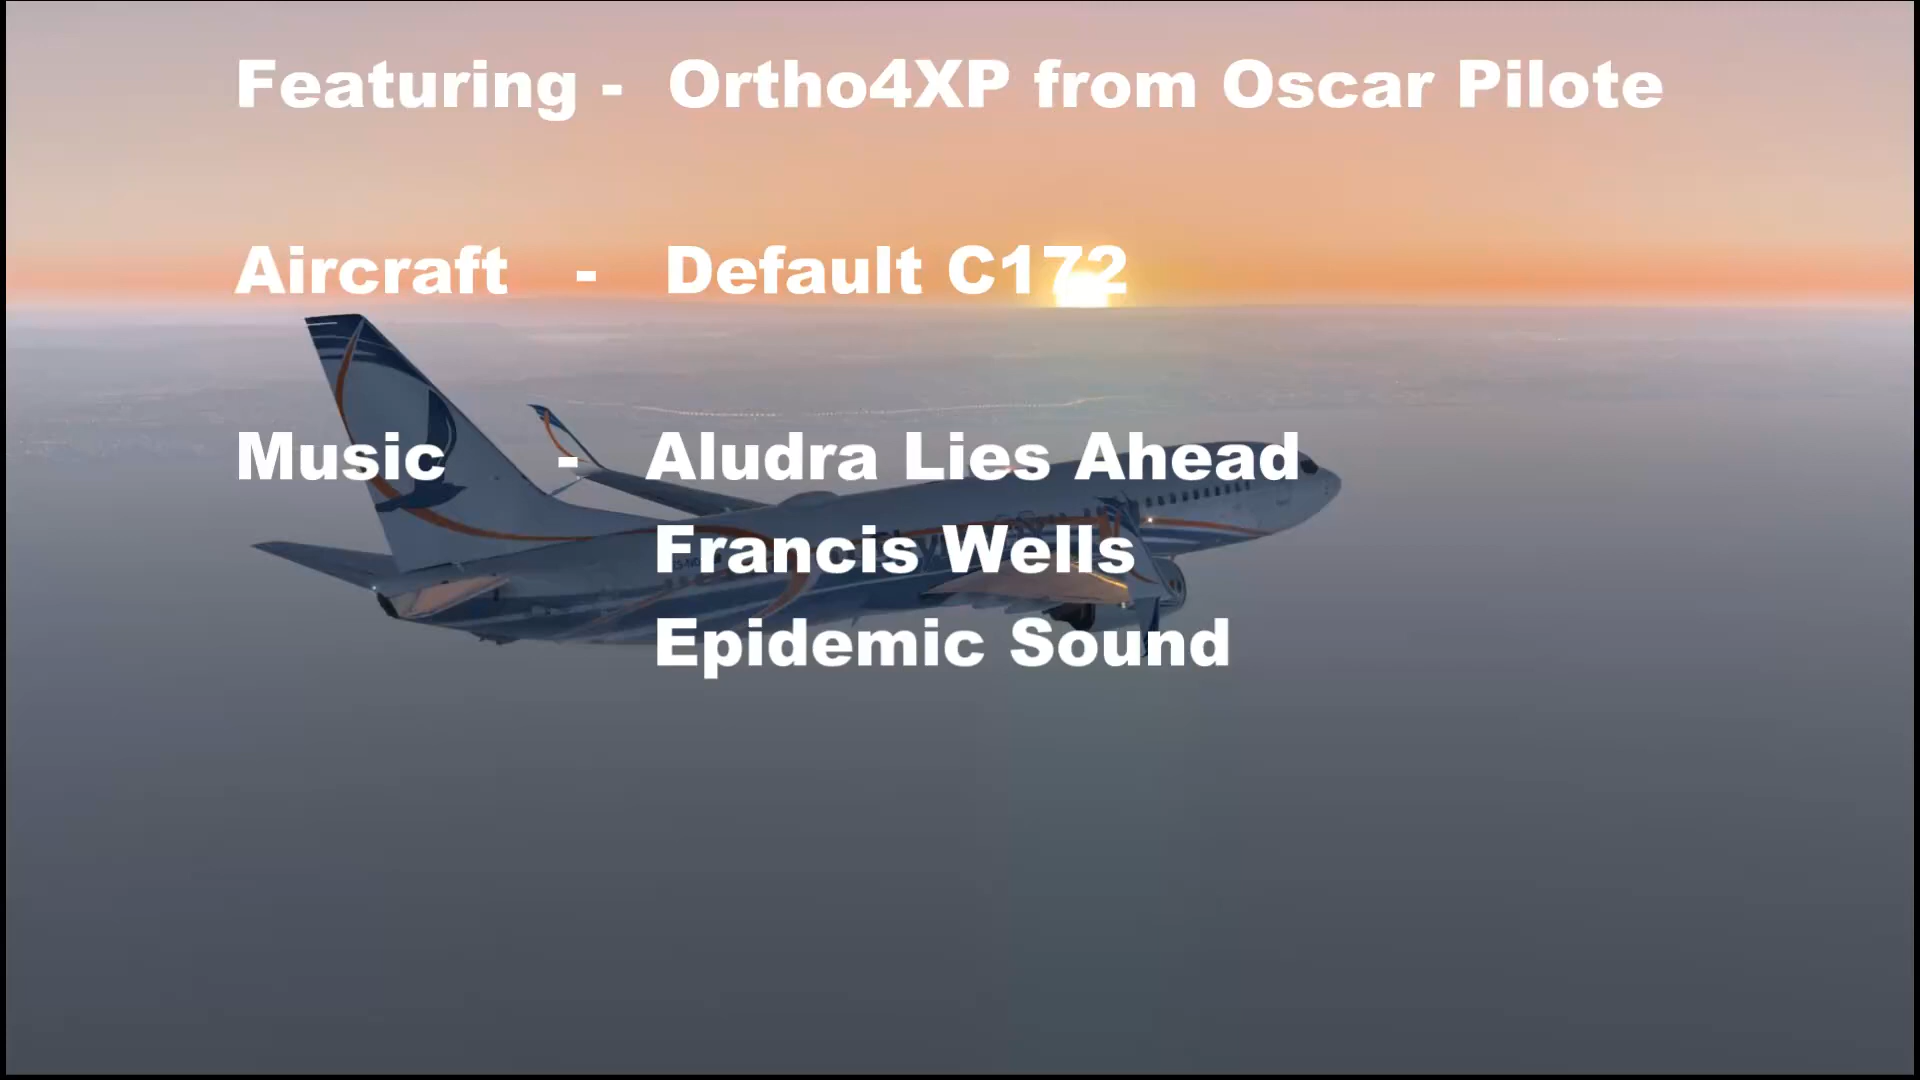 Featuring - Ortho4XP from Oscar Pilote
Aircraft - Default C172
Music - Aludra Lies Ahead
Francis Wells
Epidemic Sound